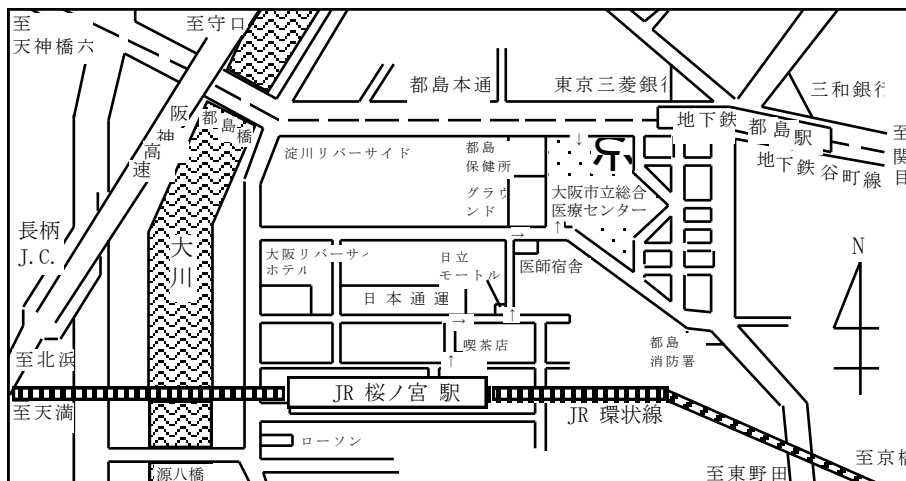 至
天神橋六
至守口
都島本通
東京三菱銀行
三和銀行
阪神高速
都島橋
地下鉄 都島駅
至関目
地下鉄谷町線
淀川リバーサイド
都島
保健所
グラウ
ンド
大阪市立総合
医療センター
↓
↑
→
長柄
J.C.
大川
大阪リバーサイ
ホテル
日立
モートル
医師宿舎
N
日本通運
→
↑
喫茶店
↑
都島
消防署
至北浜
JR 桜ノ宮 駅
至天満
JR 環状線
ローソン
至京橋
源八橋
至東野田